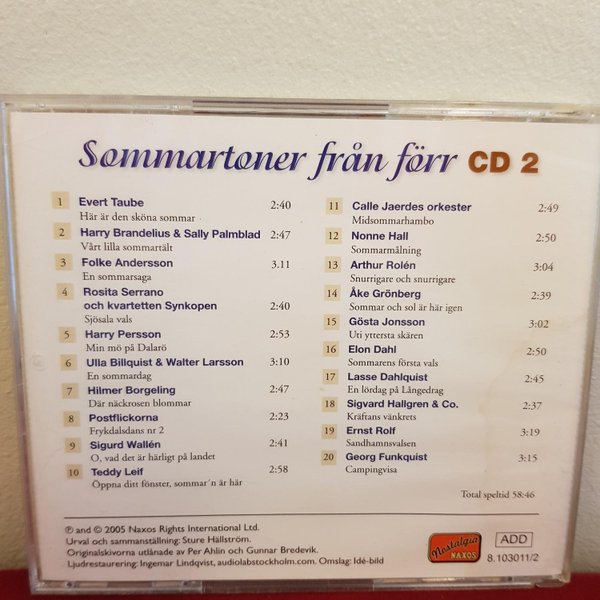 Sommartoner från förr CD 2
1 Evert Taube 2:40
Här är den sköna sommar
2 Harry Brandelius & Sally Palmblad 2:47
Vårt lilla sommartält
3 Folke Andersson 3.11
En sommarsaga
4 Rosita Serrano
och kvartetten Synkopen 2:40
Sjösala vals
5 Harry Persson 2:53
Min mö på Dalarö
6 Ulla Billquist & Walter Larsson 3:10
En sommardag
7 Hilmer Borgeling 2:47
Där näckrosen blommar
8 Postflickorna 2:23
Frykdalsdans nr 2
9 Sigurd Wallén 2:41
O, vad det är härligt på landet
10 Teddy Leif 2:58
Öppna ditt fönster, sommar´n är här
11 Calle Jaerdes orkester 2:49
Midsommarhambo
12 Nonne Hall 2:50
Sommarmålning
13 Arthur Rolén 3:04
Snurrigare och snurrigare
14 Åke Grönberg 2:39
Sommar och sol är här igen
15 Gösta Jonsson 3:02
Uti yttersta skären
16 Elon Dahl 2:50
Sommarens första vals
17 Lasse Dahlquist 2:45
En lördag på Långedrag
18 Sigvard Hallgren & Co. 2:37
Kräftans vänkrets
19 Ernst Rolf 3:19
Sandhamnsvalsen
20 Georg Funkquist 3:15
Campingvisa
Total speltid 58:46
℗ and © 2005 Naxos Rights International Ltd.
Urval och sammanställning: Sture Hällström.
Originalskivorna utlånade av Per Ahlin och Gunnar Bredevik.
Ljudrestaurering: Ingemar Lindqvist, audiolabstockholm.com. Omslag: Idé-bild
Nostalgia
NAXOS
ADD
8.103011/2